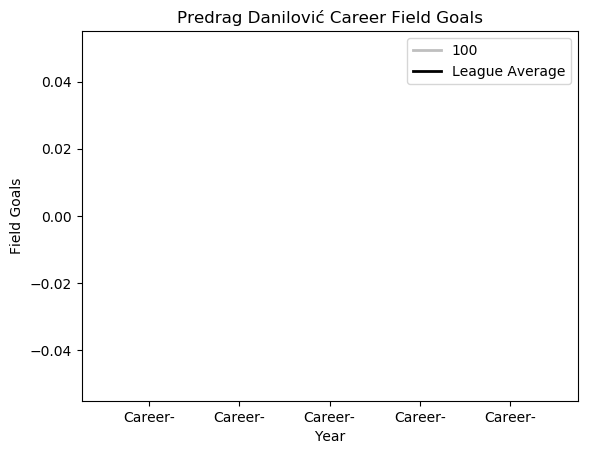 Predrag Danilović Career Field Goals
100
League Average
0.04
0.02
0.00
−0.02
−0.04
Field Goals
Career-
Career-
Career-
Career-
Career-
Year